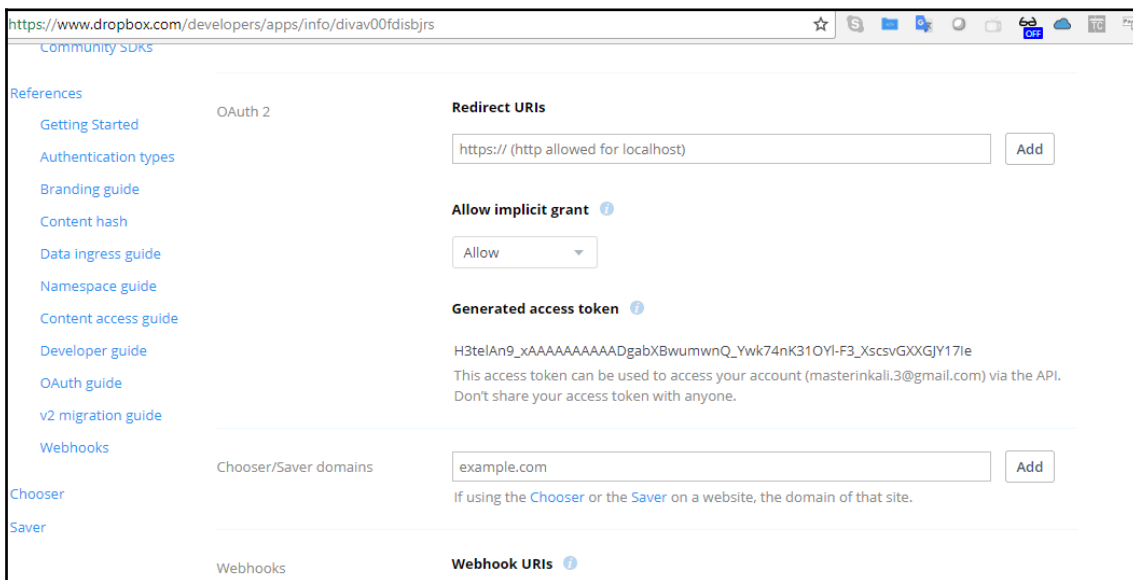 https://www.dropbox.com/developers/apps/info/divav00fdisbjrs
OFF
TC
Community SDKs
References
Getting Started
Authentication types
Branding guide
Content hash
Data ingress guide
Namespace guide
Content access guide
Developer guide
OAuth guide
v2 migration guide
Webhooks
Chooser
Saver
OAuth 2
Redirect URIs
https:// (http allowed for localhost)
Add
Allow implicit grant
Allow
Generated access token
H3telAn9_xAAAAAAAAAADgabXBwumwnQ_Ywk74nK31OYl-F3_XscsvGXXGJY17Ie
This access token can be used to access your account (masterinkali.3@gmail.com) via the API.
Don't share your access token with anyone.
Chooser/Saver domains
example.com
Add
If using the Chooser or the Saver on a website, the domain of that site.
Webhooks
Webhook URIs